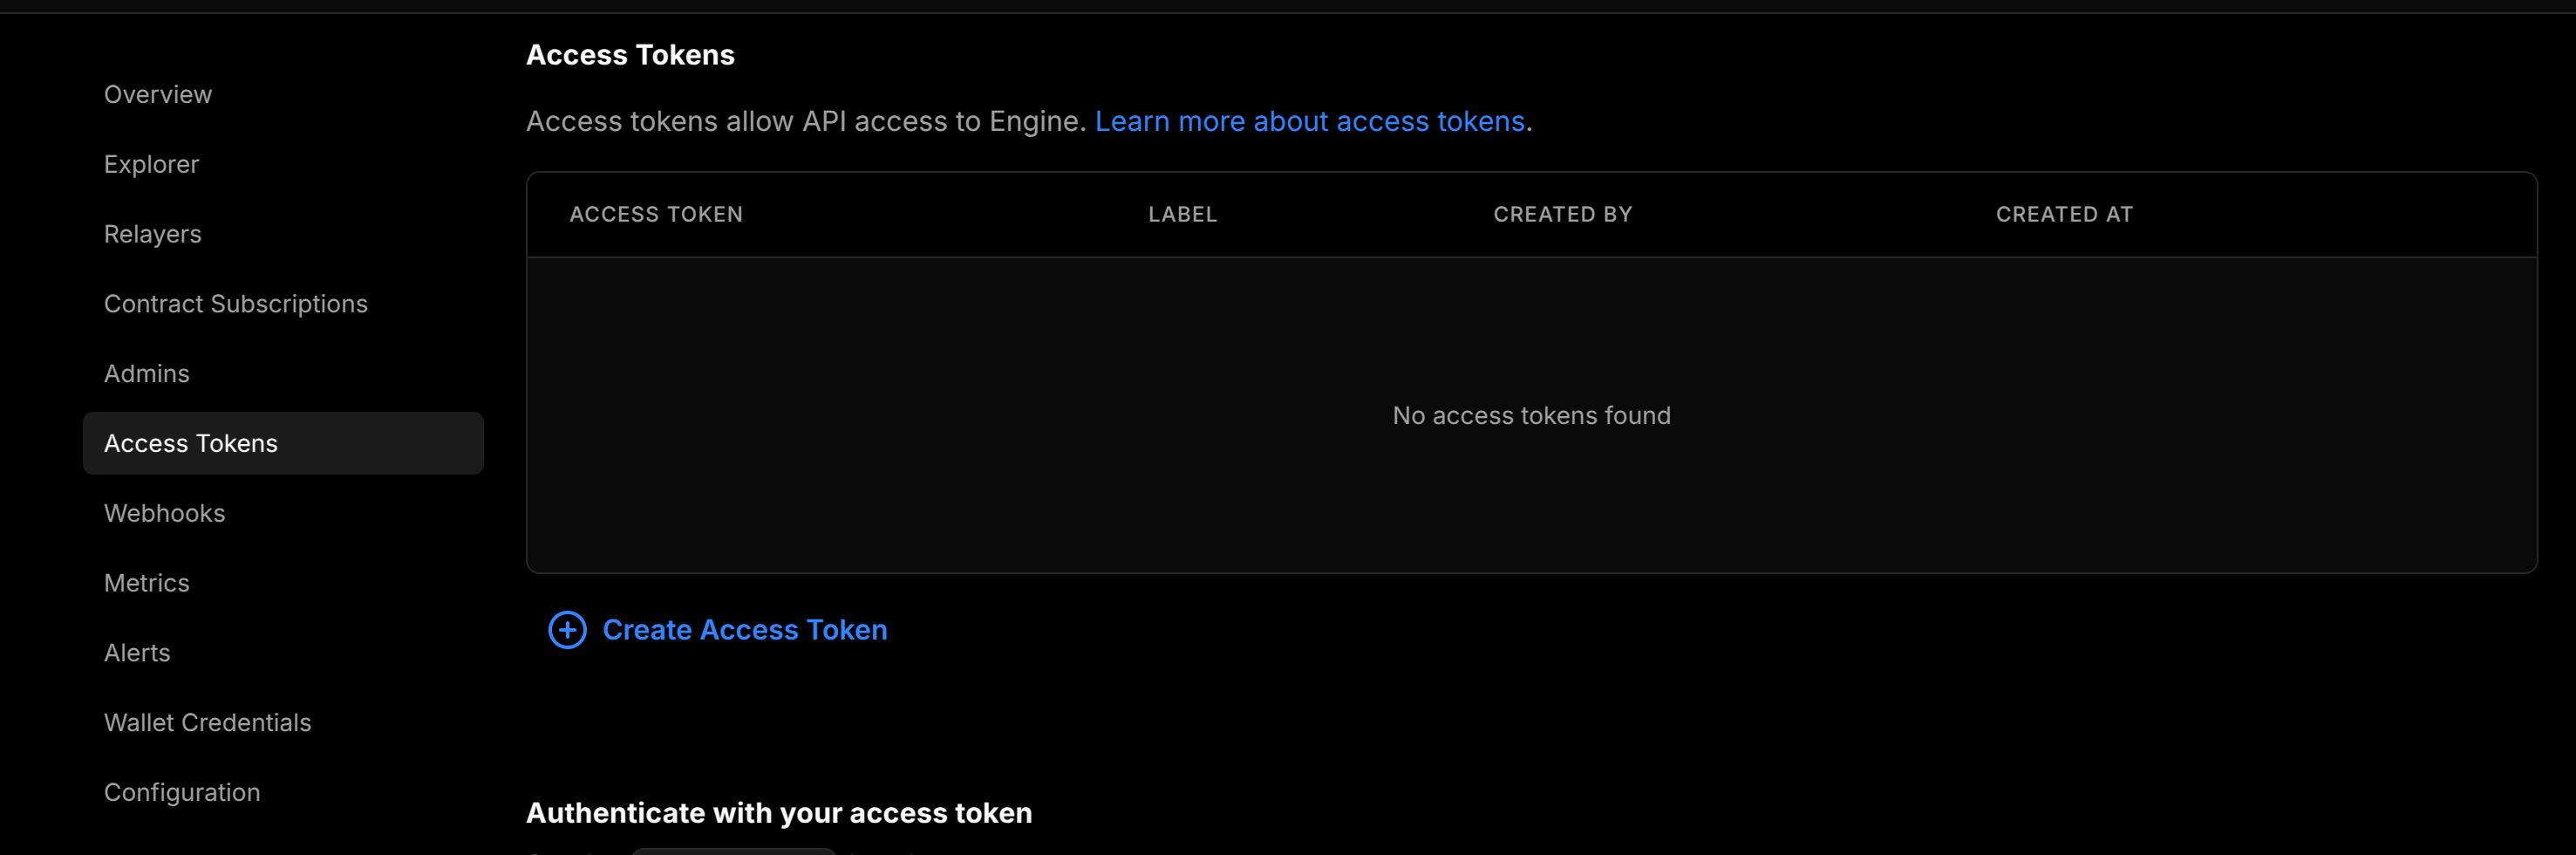 Access Tokens
Overview
Access tokens allow API access to Engine. Learn more about access tokens.
Explorer
ACCESS TOKEN LABEL CREATED BY CREATED AT
Relayers
Contract Subscriptions
Admins
No access tokens found
Access Tokens
Webhooks
Metrics
Create Access Token
Alerts
Wallet Credentials
Configuration
Authenticate with your access token